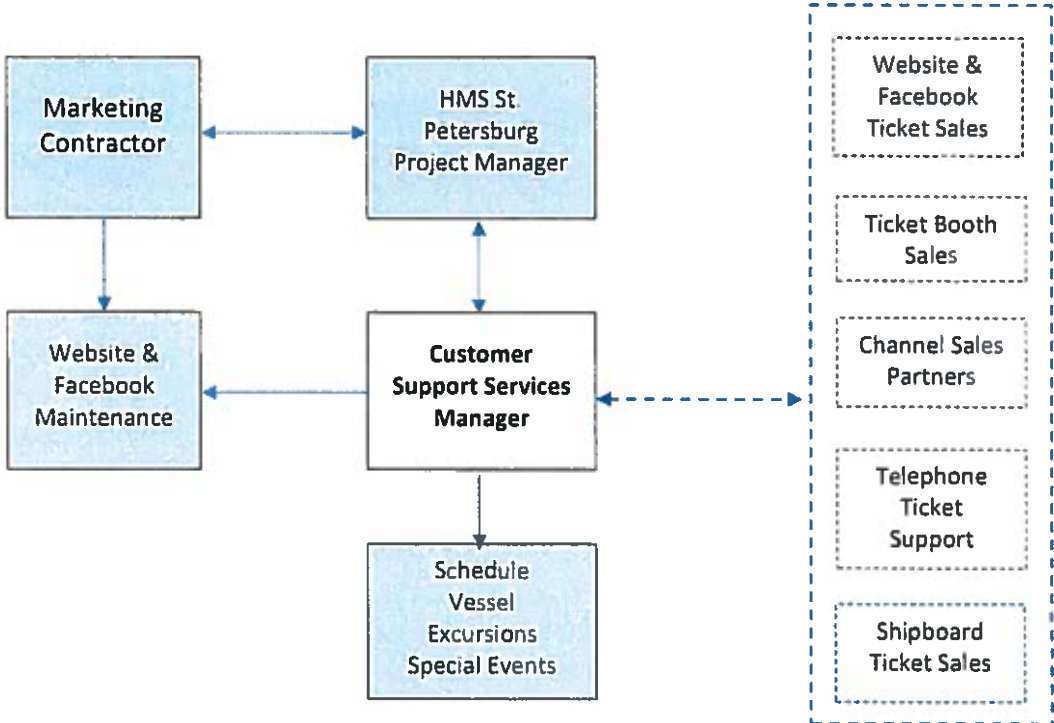 Marketing
Contractor
HMS St.
Petersburg
Project Manager
Website &
Facebook
Maintenance
Customer
Support Services
Manager
Schedule
Vessel
Excursions
Special Events
Website &
Facebook
Ticket Sales
Ticket Booth
Sales
Channel Sales
Partners
Telephone
Ticket
Support
Shipboard
Ticket Sales